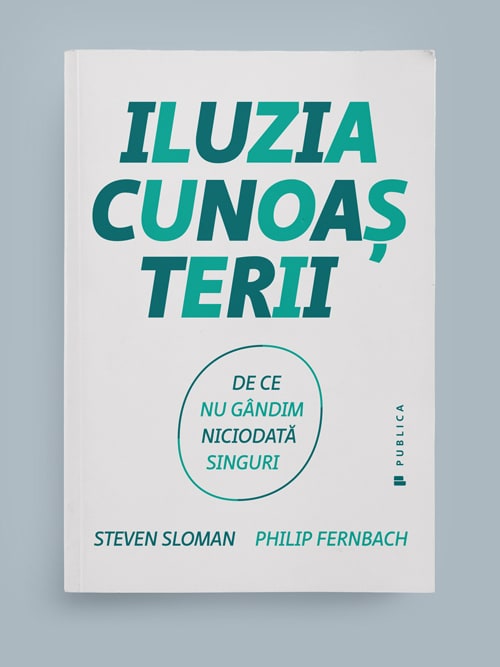 ILUZIA
CUNOAȘ
TERII
DE CE
NU GÂNDIM
NICIODATĂ
SINGURI
PUBLICA
STEVEN SLOMAN PHILIP FERNBACH